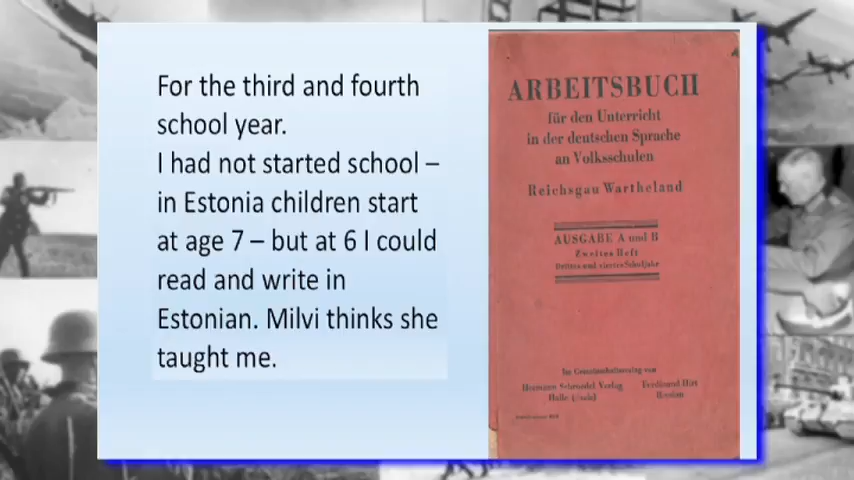 For the third and fourth
school year.
I had not started school –
in Estonia children start
at age 7 – but at 6 I could
read and write in
Estonian. Milvi thinks she
taught me.
ARBEITSBUCH
für den Unterricht
in der deutschen Sprache
an Volksschulen
Reichsgau Wartheland
AUSGABE A und B
Zweites Heft
Drittes und viertes Schuljahr
Im Gemeinschaftsverlag von
Hermann Schroedel Verlag
Halle (Saale)
Ferdinand Hirt
Breslau